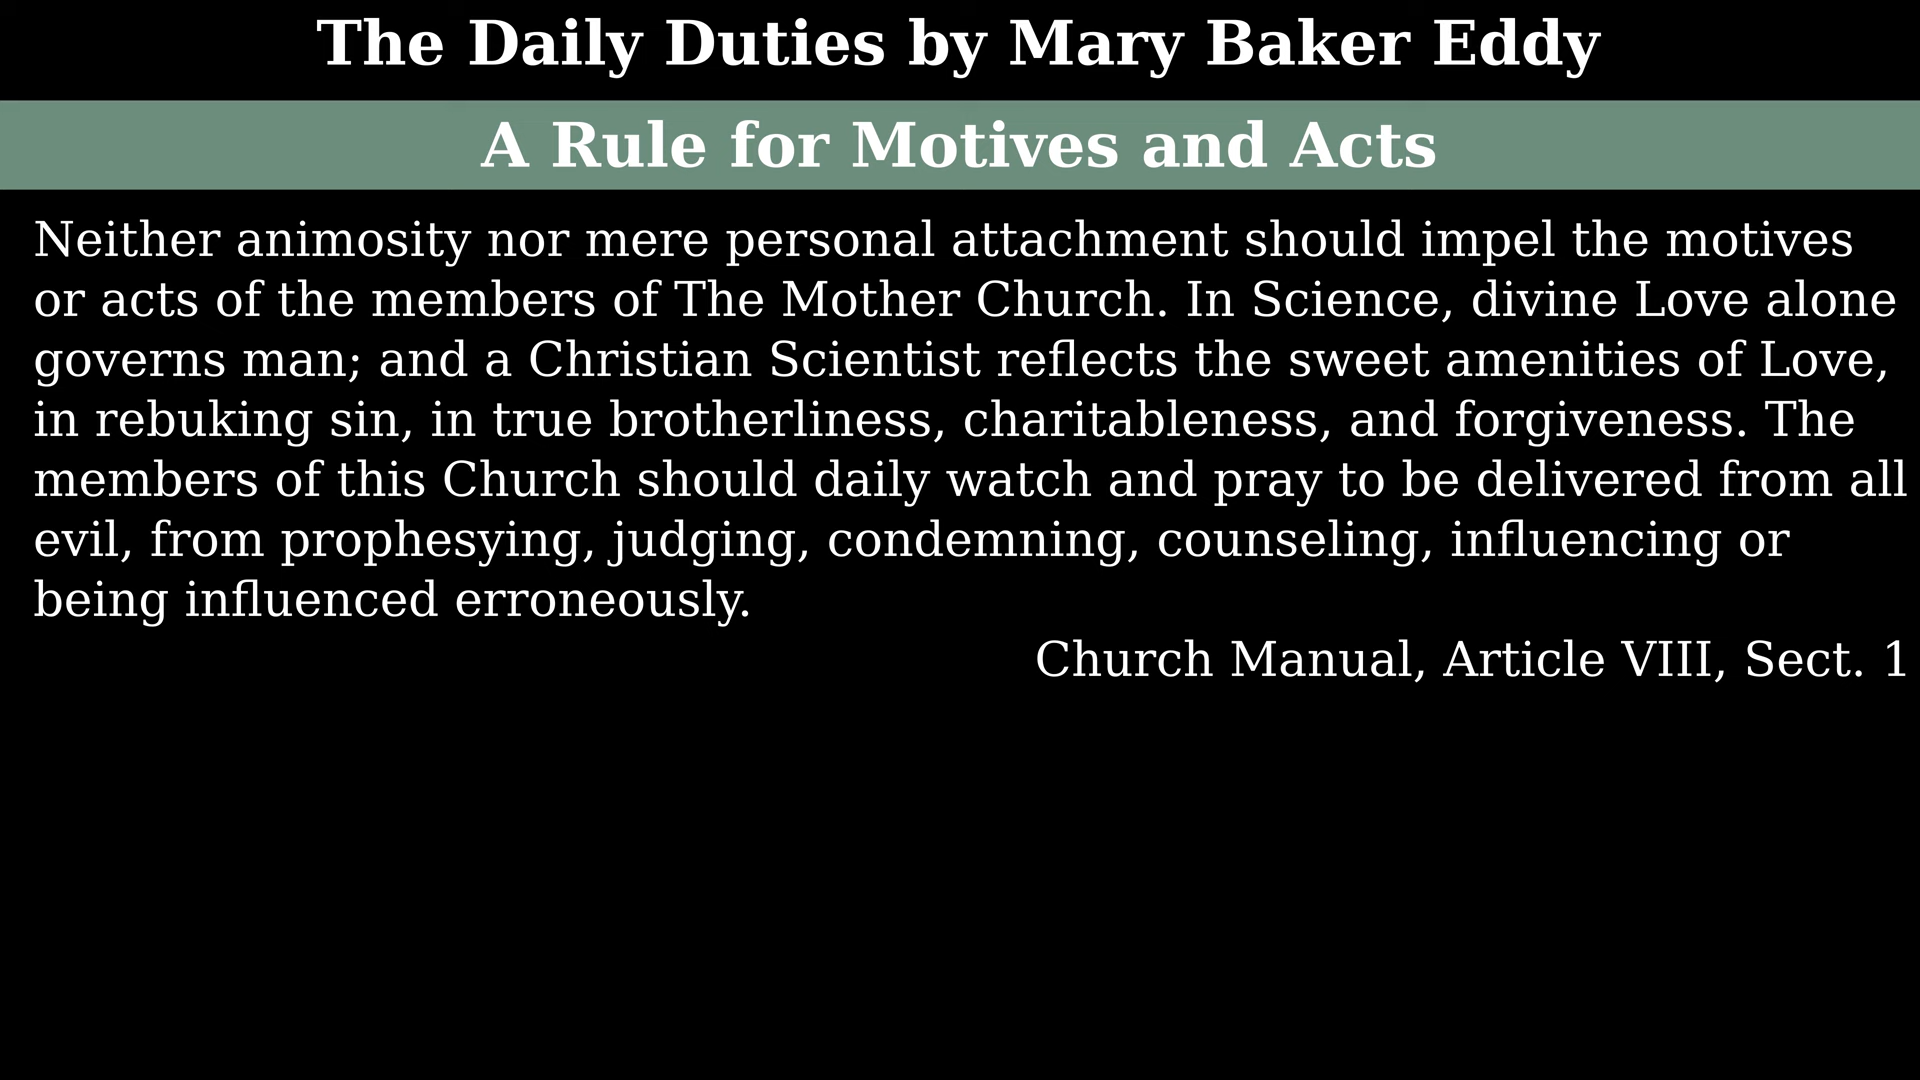 The Daily Duties by Mary Baker Eddy
A Rule for Motives and Acts
Neither animosity nor mere personal attachment should impel the motives
or acts of the members of The Mother Church. In Science, divine Love alone
governs man; and a Christian Scientist reflects the sweet amenities of Love,
in rebuking sin, in true brotherliness, charitableness, and forgiveness. The
members of this Church should daily watch and pray to be delivered from all
evil, from prophesying, judging, condemning, counseling, influencing or
being influenced erroneously.
Church Manual, Article VIII, Sect. 1